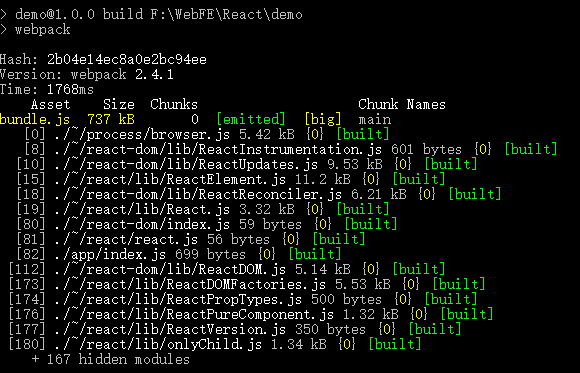 > demo@1.0.0 build F:\WebFE\React\demo
> webpack
Hash: 2b04e14ec8a0e2bc94ee
Version: webpack 2.4.1
Time: 1768ms
Asset Size Chunks Chunk Names
bundle.js 737 kB 0 [emitted] [big] main
[0] ./~/process/browser.js 5.42 kB {0} [built]
[8] ./~/react-dom/lib/ReactInstrumentation.js 601 bytes {0} [built]
[10] ./~/react-dom/lib/ReactUpdates.js 9.53 kB {0} [built]
[15] ./~/react/lib/ReactElement.js 11.2 kB {0} [built]
[18] ./~/react-dom/lib/ReactReconciler.js 6.21 kB {0} [built]
[19] ./~/react/lib/React.js 3.32 kB {0} [built]
[80] ./~/react-dom/index.js 59 bytes {0} [built]
[81] ./~/react/react.js 56 bytes {0} [built]
[82] ./app/index.js 699 bytes {0} [built]
[112] ./~/react-dom/lib/ReactDOM.js 5.14 kB {0} [built]
[173] ./~/react/lib/ReactDOMFactories.js 5.53 kB {0} [built]
[174] ./~/react/lib/ReactPropTypes.js 500 bytes {0} [built]
[176] ./~/react/lib/ReactPureComponent.js 1.32 kB {0} [built]
[177] ./~/react/lib/ReactVersion.js 350 bytes {0} [built]
[180] ./~/react/lib/onlyChild.js 1.34 kB {0} [built]
+ 167 hidden modules